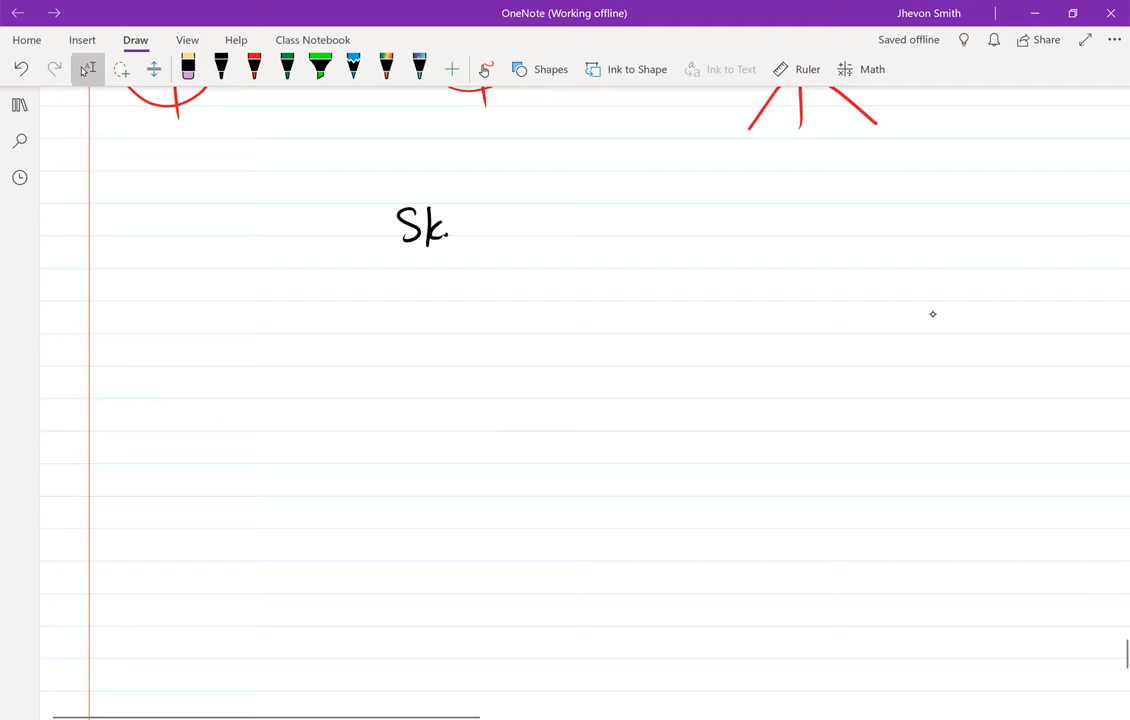 OneNote (Working offline)
Jhevon Smith
Home Insert Draw View Help Class Notebook
Saved offline
Share
Shapes
Ink to Shape
Ink to Text
Ruler
Math
Sk.